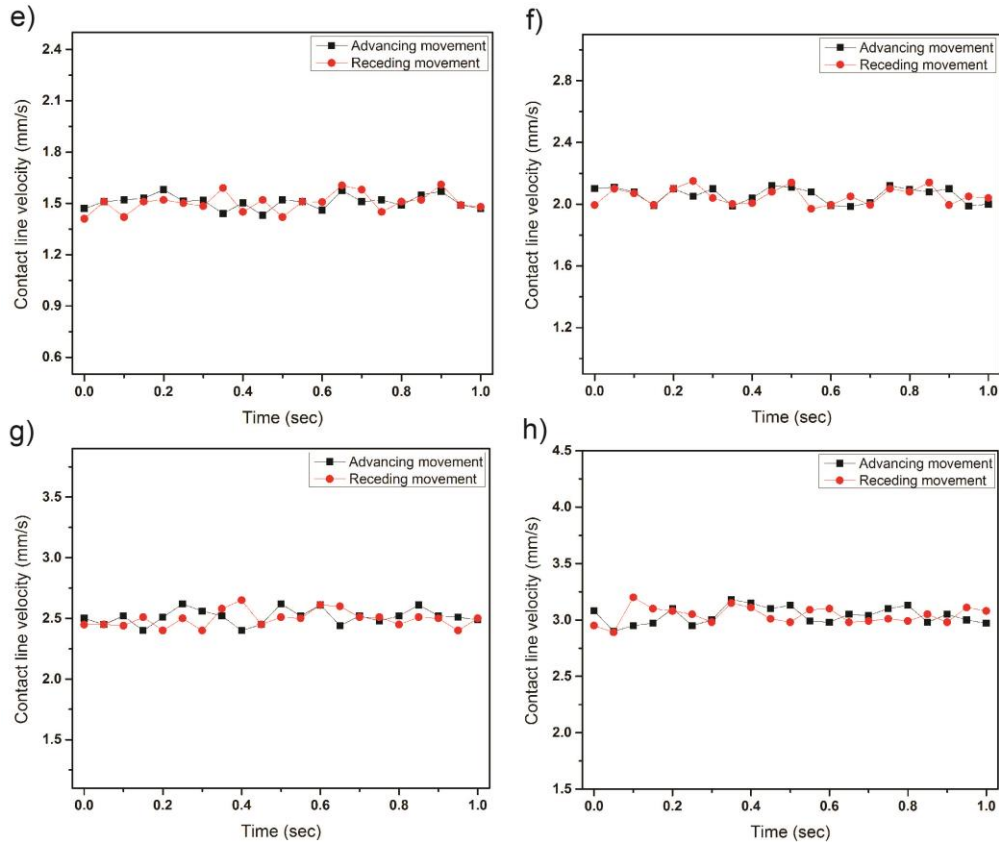 e)
Advancing movement
Receding movement
Contact line velocity (mm/s)
2.4
2.1
1.8
1.5
1.2
0.9
0.6
0.0 0.2 0.4 0.6 0.8 1.0
Time (sec)
f)
Advancing movement
Receding movement
Contact line velocity (mm/s)
2.8
2.4
2.0
1.6
1.2
0.0 0.2 0.4 0.6 0.8 1.0
Time (sec)
g)
Advancing movement
Receding movement
Contact line velocity (mm/s)
3.5
3.0
2.5
2.0
1.5
0.0 0.2 0.4 0.6 0.8 1.0
Time (sec)
h)
Advancing movement
Receding movement
Contact line velocity (mm/s)
4.5
4.0
3.5
3.0
2.5
2.0
1.5
0.0 0.2 0.4 0.6 0.8 1.0
Time (sec)